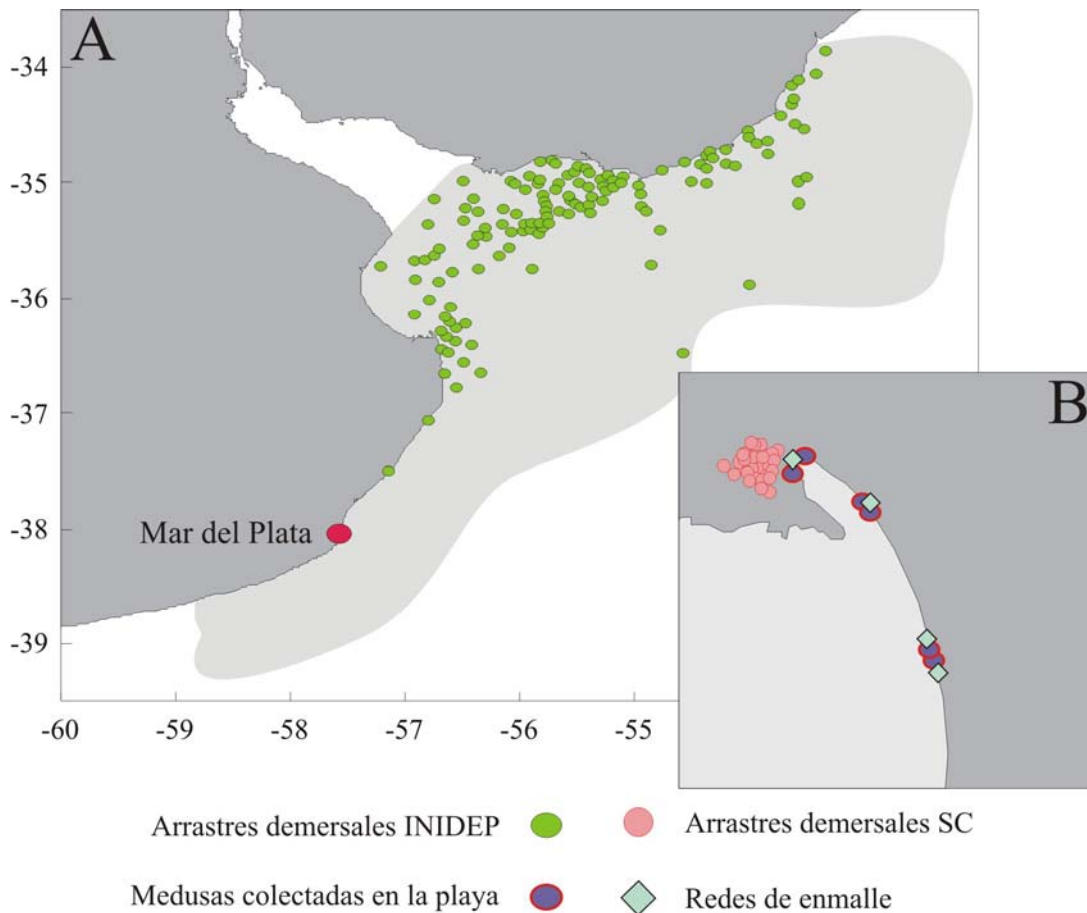 A
-34
-35
-36
-37
-38
-39
Mar del Plata
B
-60
-59
-58
-57
-56
-55
Arrastres demersales INIDEP
Arrastres demersales SC
Medusas colectadas en la playa
Redes de enmalle